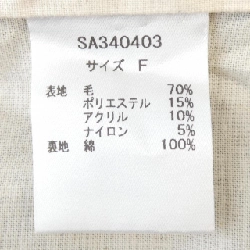 SA340403
サイズ F
表地 毛 70%
ポリエステル 15%
アクリル 10%
ナイロン 5%
裏地 綿 100%